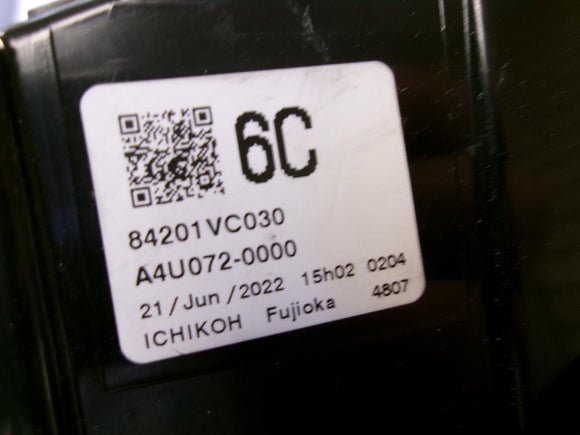 6C
84201VC030
A4U072-0000
21/Jun/2022 15h02 0204
ICHIKOH Fujioka 4807